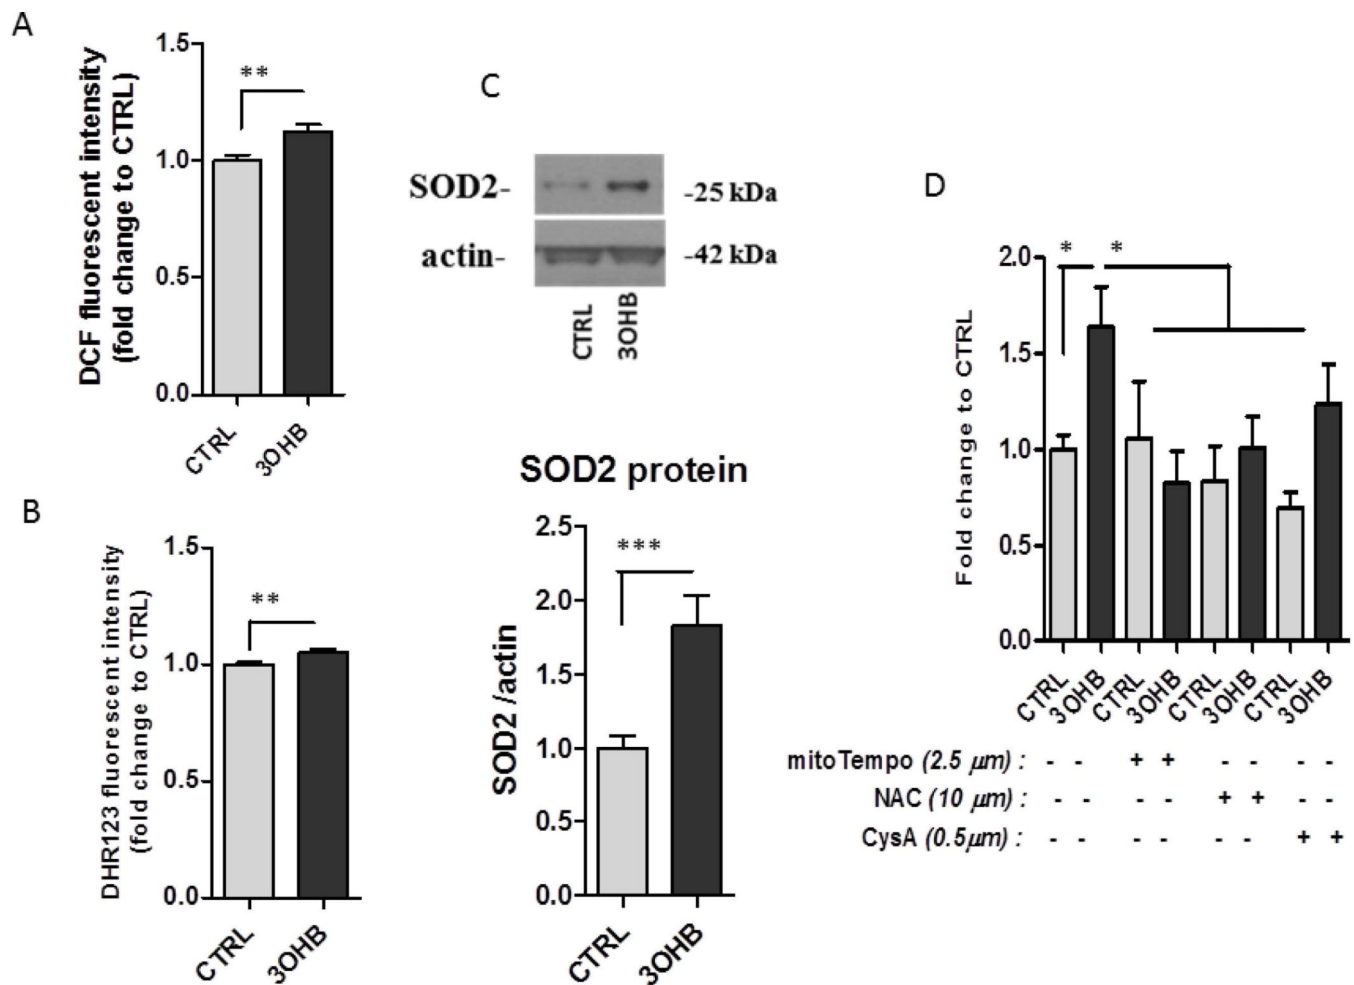 A
DCF fluorescent intensity
(fold change to CTRL)
1.5
1.0
0.5
0.0
**
CTRL
3OHB
B
DHR123 fluorescent intensity
(fold change to CTRL)
1.5
1.0
0.5
0.0
**
CTRL
3OHB
C
SOD2-
-25 kDa
actin-
-42 kDa
CTRL
3OHB
SOD2 protein
SOD2 /actin
2.5
2.0
1.5
1.0
0.5
0.0
***
CTRL
3OHB
D
Fold change to CTRL
2.0
1.5
1.0
0.5
0.0
* *
CTRL 3OHB CTRL 3OHB CTRL 3OHB CTRL 3OHB
mitoTempo (2.5 μm) : - - + + - - - -
NAC (10 μm) : - - - - + + - -
CysA (0.5μm) : - - - - - - + +